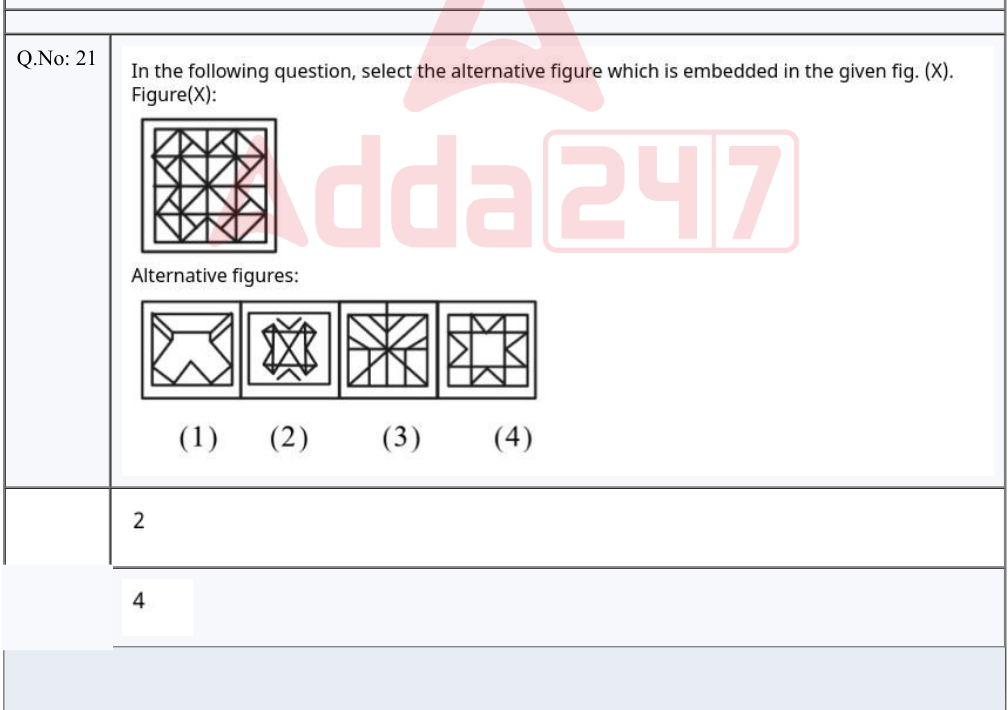 Q.No: 21
In the following question, select the alternative figure which is embedded in the given fig. (X).
Figure(X):
Adda247
Alternative figures:
(1) (2) (3) (4)
2
4